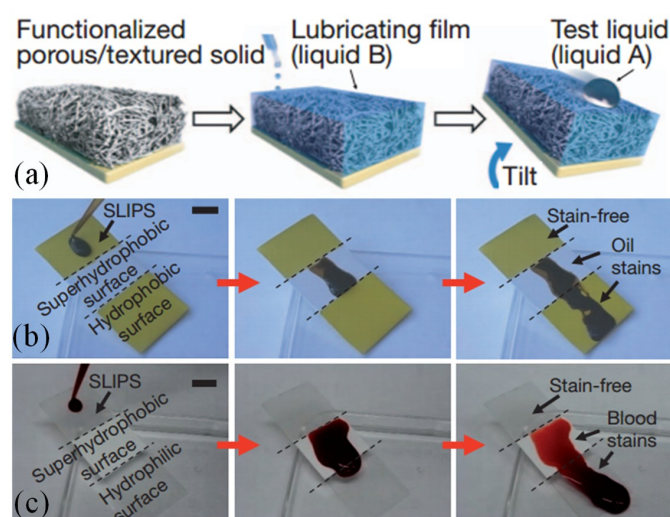 Functionalized
porous/textured solid
Lubricating film
(liquid B)
Test liquid
(liquid A)
Tilt
(a)
SLIPS
Superhydrophobic
surface
Hydrophobic
surface
Stain-free
Oil
stains
(b)
SLIPS
Superhydrophobic
surface
Hydrophilic
surface
Stain-free
Blood
stains
(c)